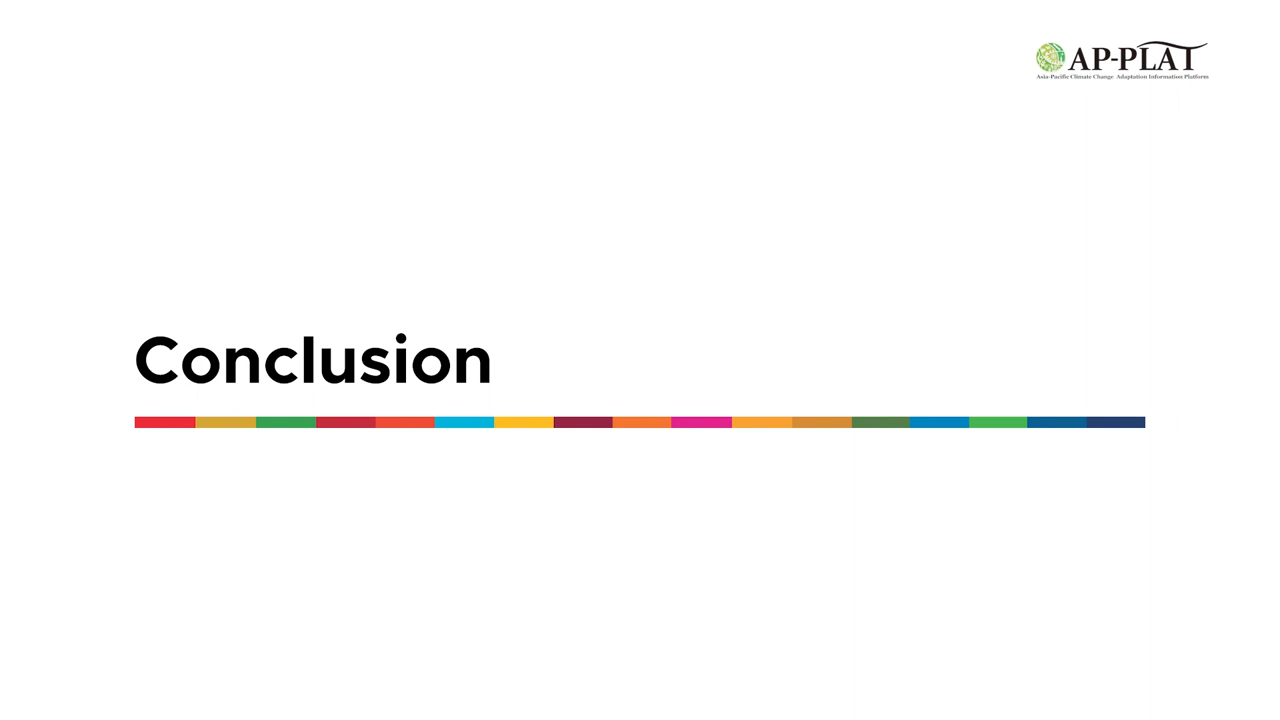 AP-PLAT
Asia-Pacific Climate Change Adaptation Information Platform
Conclusion